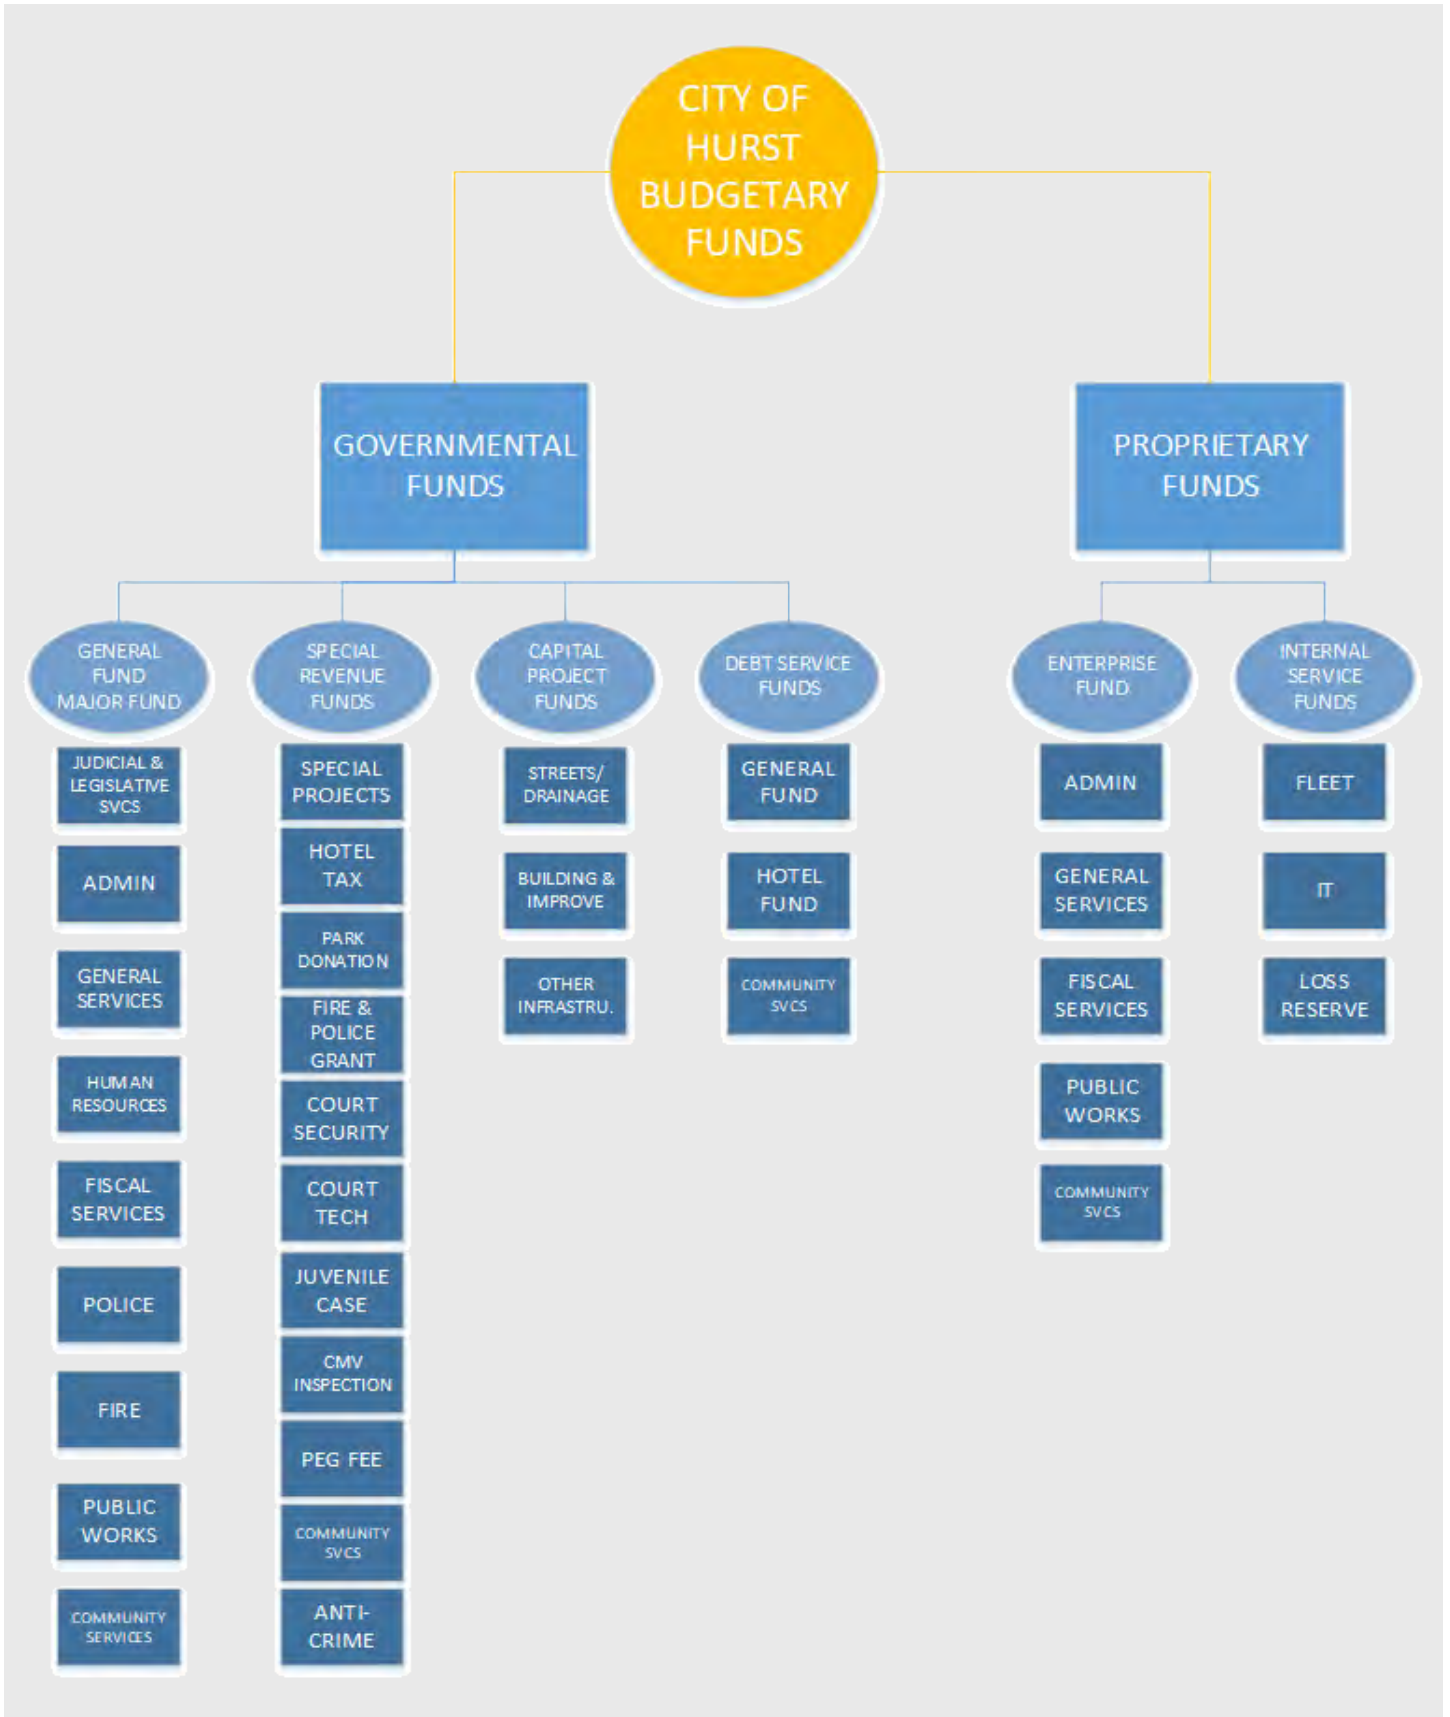 CITY OF
HURST
BUDGETARY
FUNDS
GOVERNMENTAL
FUNDS
PROPRIETARY
FUNDS
GENERAL
FUND
MAJOR FUND
SPECIAL
REVENUE
FUNDS
CAPITAL
PROJECT
FUNDS
DEBT SERVICE
FUNDS
ENTERPRISE
FUND
INTERNAL
SERVICE
FUNDS
JUDICIAL &
LEGISLATIVE
SVCS
ADMIN
GENERAL
SERVICES
HUMAN
RESOURCES
FISCAL
SERVICES
POLICE
FIRE
PUBLIC
WORKS
COMMUNITY
SERVICES
SPECIAL
PROJECTS
HOTEL
TAX
PARK
DONATION
FIRE &
POLICE
GRANT
COURT
SECURITY
COURT
TECH
JUVENILE
CASE
CMV
INSPECTION
PEG FEE
COMMUNITY
SVCS
ANTI-
CRIME
STREETS/
DRAINAGE
BUILDING &
IMPROVE
OTHER
INFRASTRU.
GENERAL
FUND
HOTEL
FUND
COMMUNITY
SVCS
ADMIN
GENERAL
SERVICES
FISCAL
SERVICES
PUBLIC
WORKS
COMMUNITY
SVCS
FLEET
IT
LOSS
RESERVE